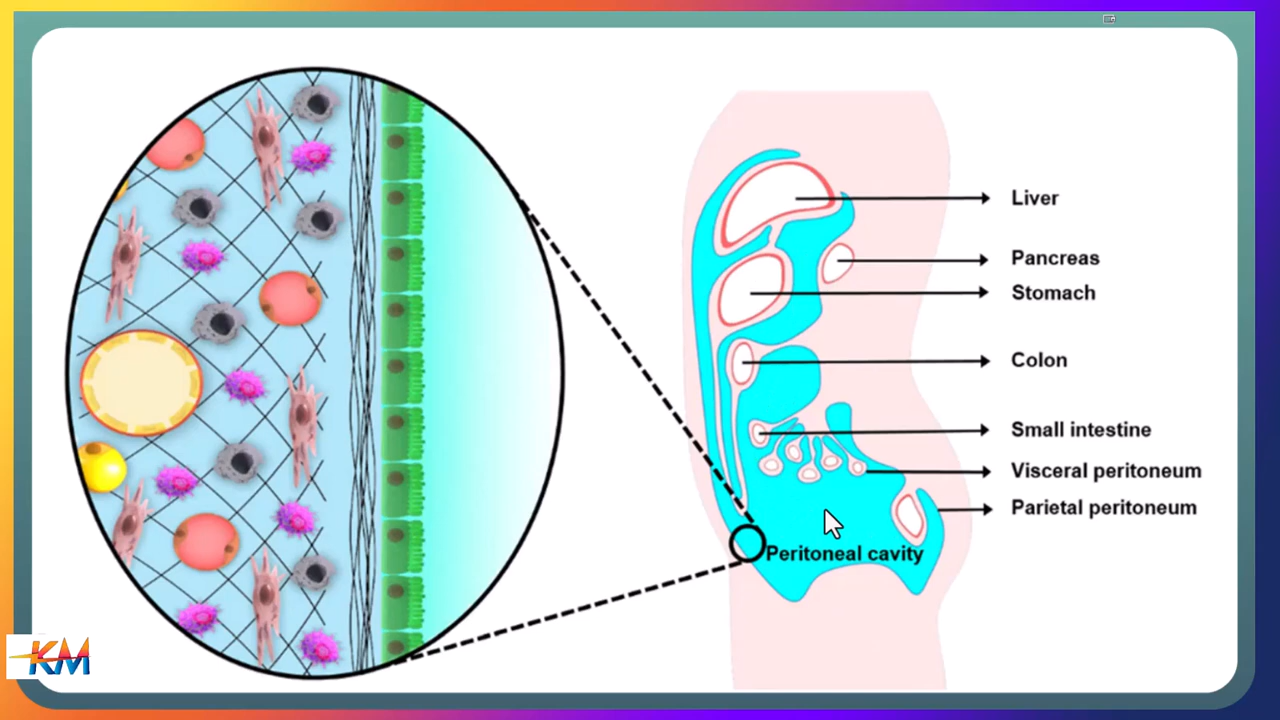 Liver
Pancreas
Stomach
Colon
Small intestine
Visceral peritoneum
Parietal peritoneum
Peritoneal cavity
KM